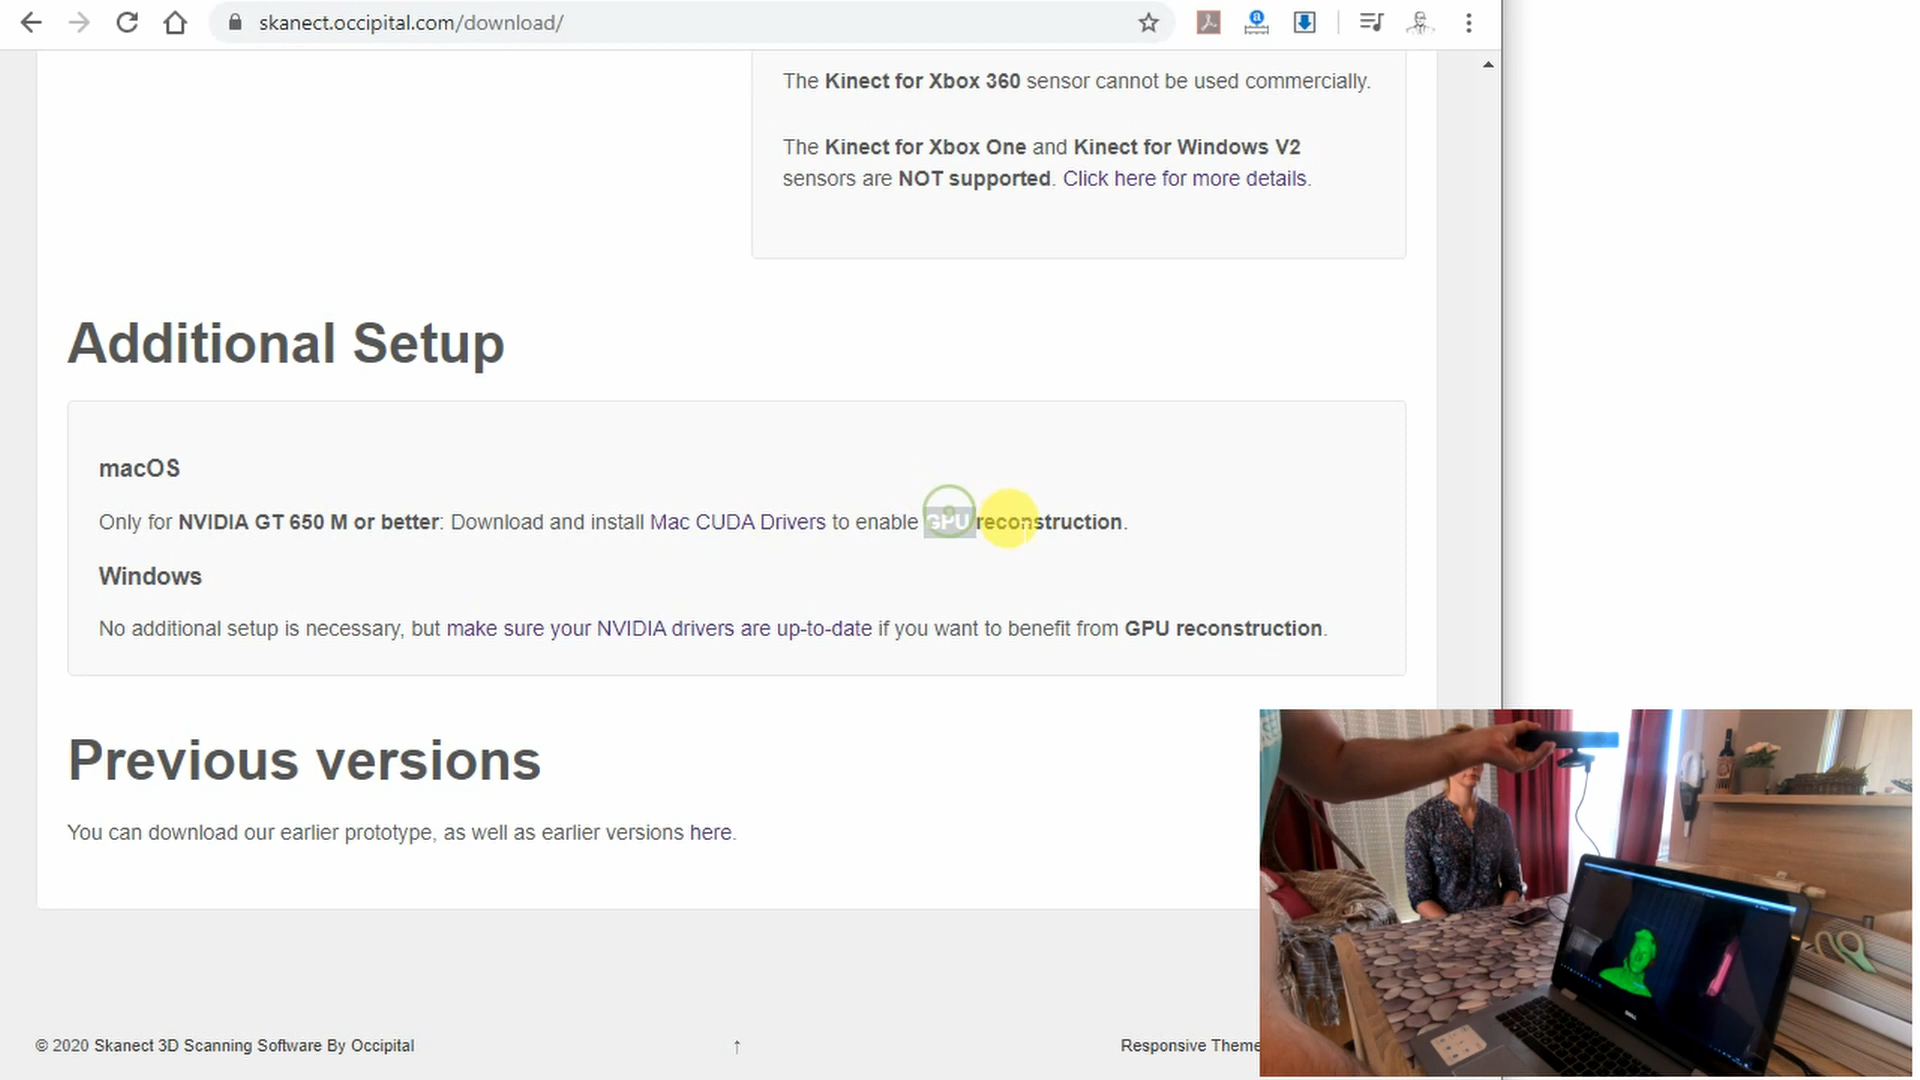 skanect.occipital.com/download/
The Kinect for Xbox 360 sensor cannot be used commercially.
The Kinect for Xbox One and Kinect for Windows V2
sensors are NOT supported. Click here for more details.
Additional Setup
macOS
Only for NVIDIA GT 650 M or better: Download and install Mac CUDA Drivers to enable GPU reconstruction.
Windows
No additional setup is necessary, but make sure your NVIDIA drivers are up-to-date if you want to benefit from GPU reconstruction.
Previous versions
You can download our earlier prototype, as well as earlier versions here.
© 2020 Skanect 3D Scanning Software By Occipital
↑
Responsive Theme
DELL